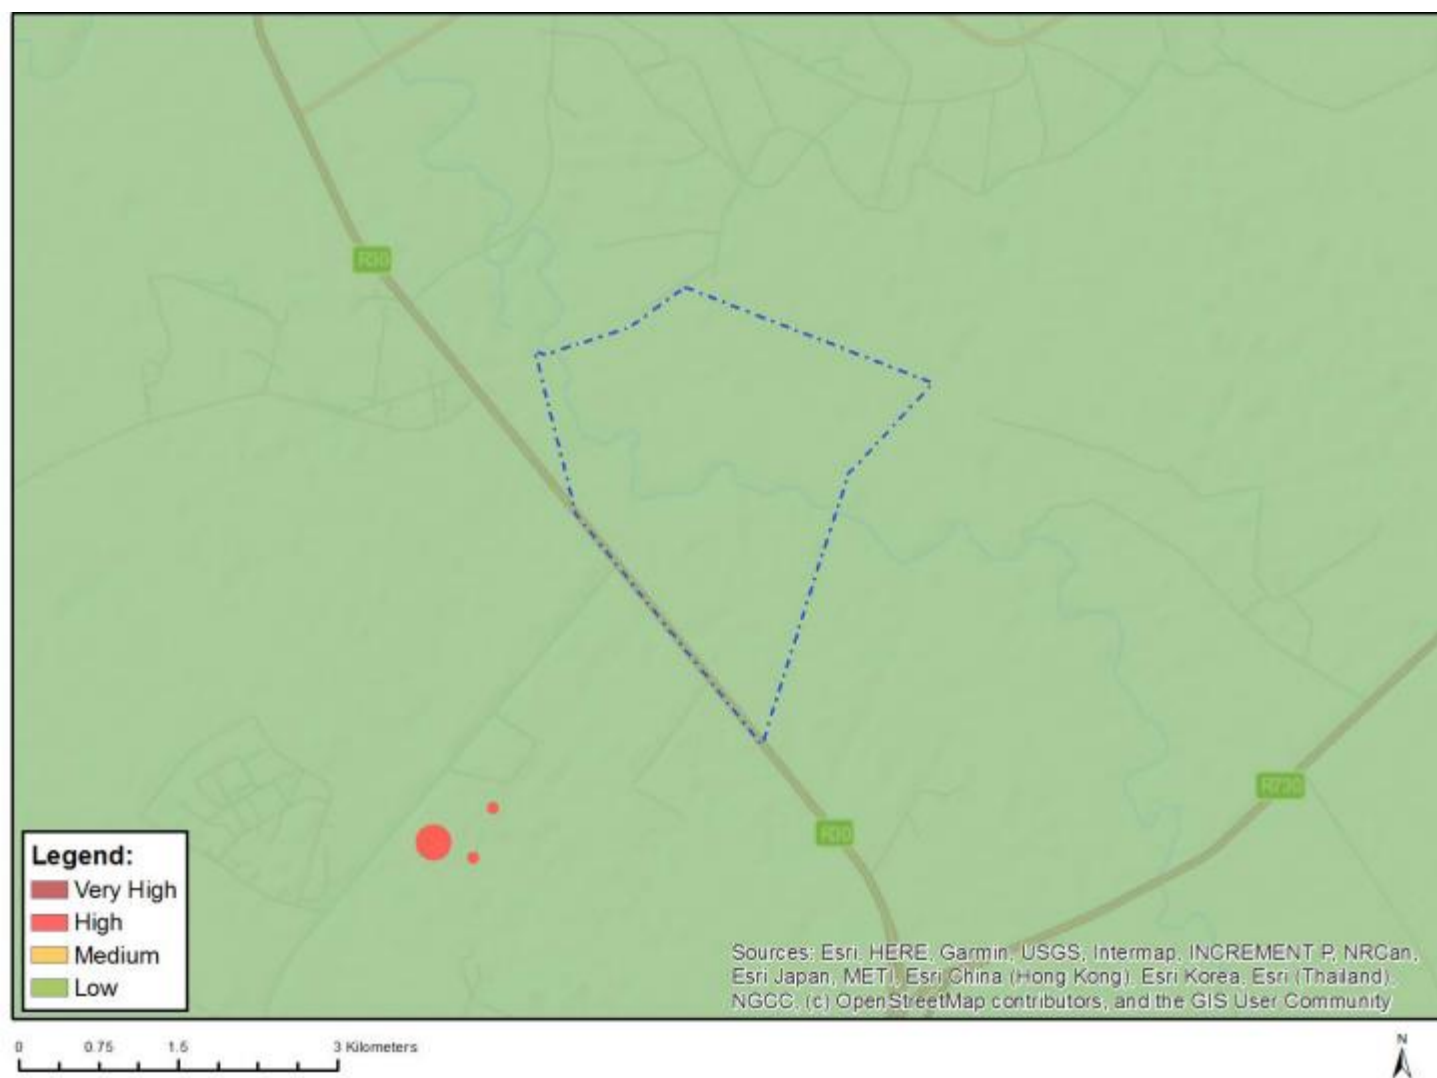 R30
R730
R30
Legend:
Very High
High
Medium
Low
Sources: Esri, HERE, Garmin, USGS, Intermap, INCREMENT P, NRCan,
Esri Japan, METI, Esri China (Hong Kong), Esri Korea, Esri (Thailand),
NGCC, (c) OpenStreetMap contributors, and the GIS User Community
0 0.75 1.5 3 Kilometers
N